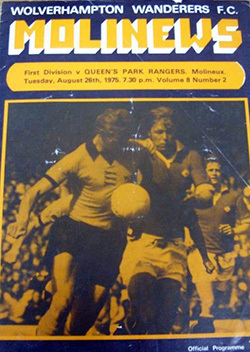 WOLVERHAMPTON WANDERERS F.C.
MOLINEWS
First Division v QUEEN'S PARK RANGERS. Molineux.
Tuesday, August 26th, 1975. 7.30 p.m. Volume 8 Number 2
Official Programme